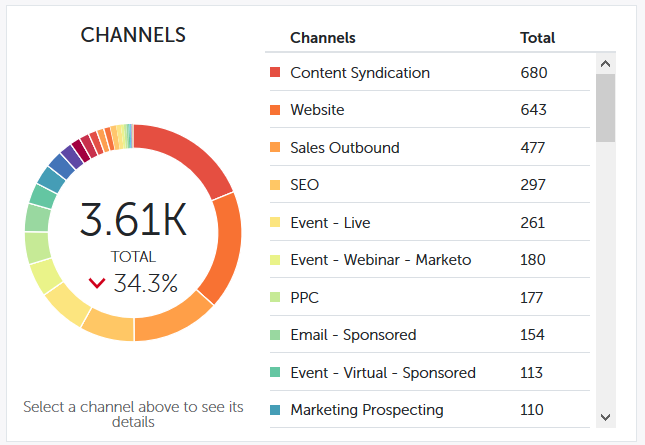 CHANNELS
3.61K
TOTAL
34.3%
Select a channel above to see its
details
Channels Total
Content Syndication 680
Website 643
Sales Outbound 477
SEO 297
Event - Live 261
Event - Webinar - Marketo 180
PPC 177
Email - Sponsored 154
Event - Virtual - Sponsored 113
Marketing Prospecting 110